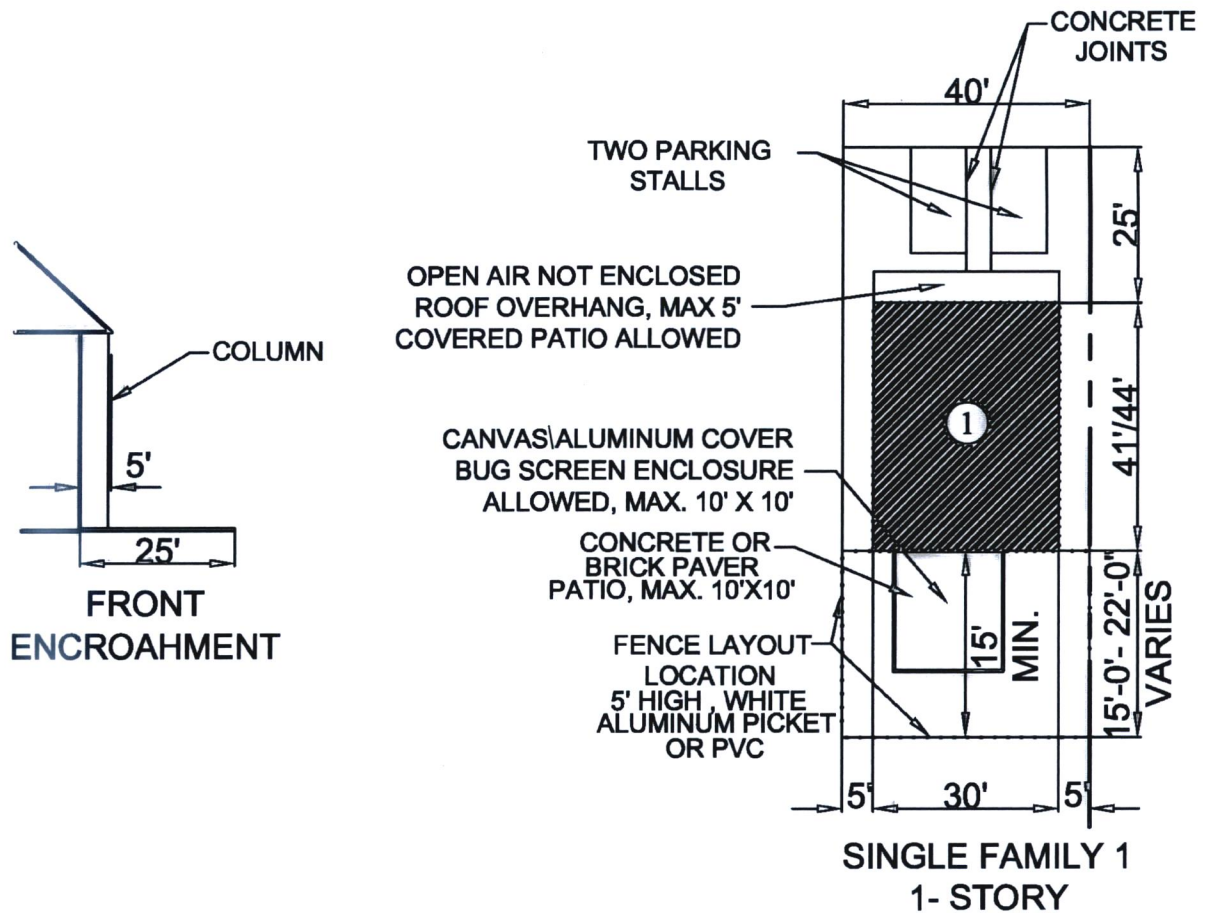 CONCRETE
JOINTS
40'
TWO PARKING
STALLS
25'
OPEN AIR NOT ENCLOSED
ROOF OVERHANG, MAX 5'
COVERED PATIO ALLOWED
COLUMN
5'
25'
FRONT
ENCROAHMENT
1
41'/44'
CANVAS\ALUMINUM COVER
BUG SCREEN ENCLOSURE
ALLOWED, MAX. 10' X 10'
CONCRETE OR
BRICK PAVER
PATIO, MAX. 10'X10'
FENCE LAYOUT
LOCATION
5' HIGH , WHITE
ALUMINUM PICKET
OR PVC
15'
MIN.
15'-0'- 22'-0"
VARIES
5'
30'
5'
SINGLE FAMILY 1
1- STORY